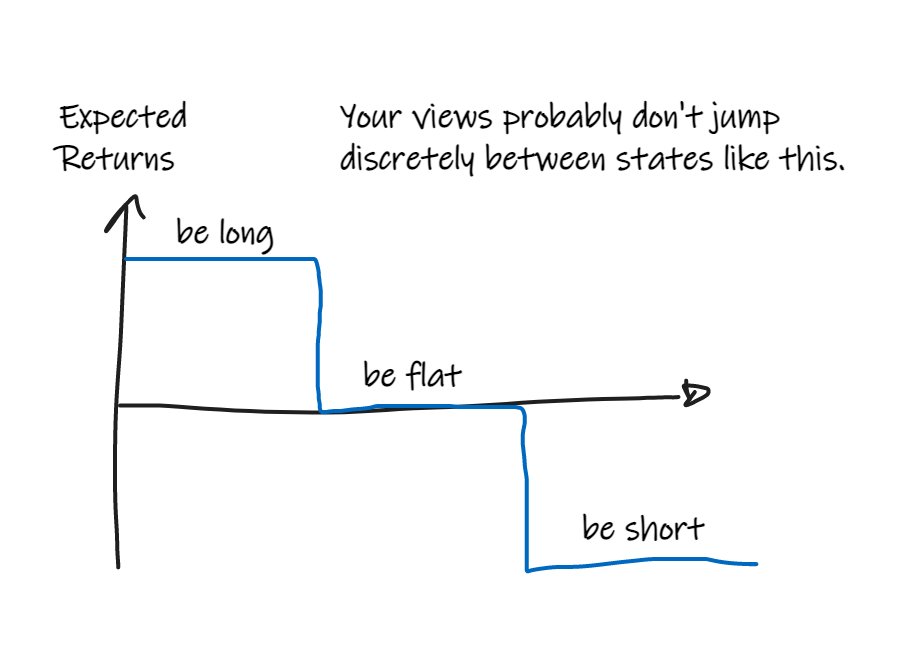 Expected
Returns
Your views probably don't jump
discretely between states like this.
be long
be flat
be short